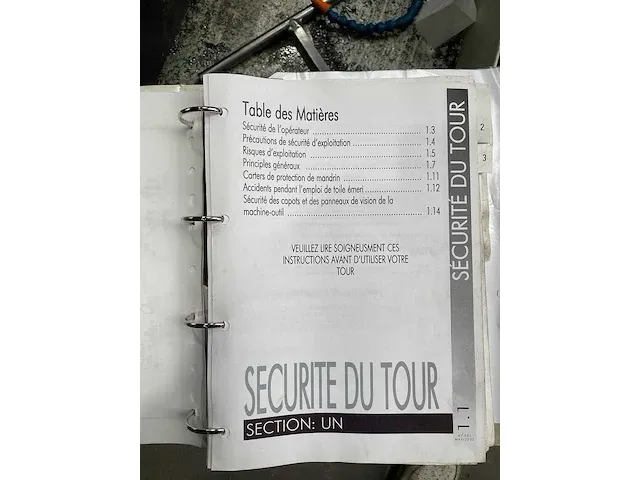 Table des Matières
Sécurité de l'opérateur ........ 1.3
Précautions de sécurité d'exploitation ........ 1.4
Risques d'exploitation ........ 1.5
Principles généraux ........ 1.7
Carters de protection de mandrin ........ 1.11
Accidents pendant l'emploi de toile émeri ........ 1.12
Sécurité des capots et des panneaux de vision de la
machine-outil ........ 1.14
VEUILLEZ LIRE SOIGNEUSMENT CES
INSTRUCTIONS AVANT D'UTILISER VOTRE
TOUR
SECURITE DU TOUR
SECTION: UN
SÉCURITÉ DU TOUR
1.1
2
3